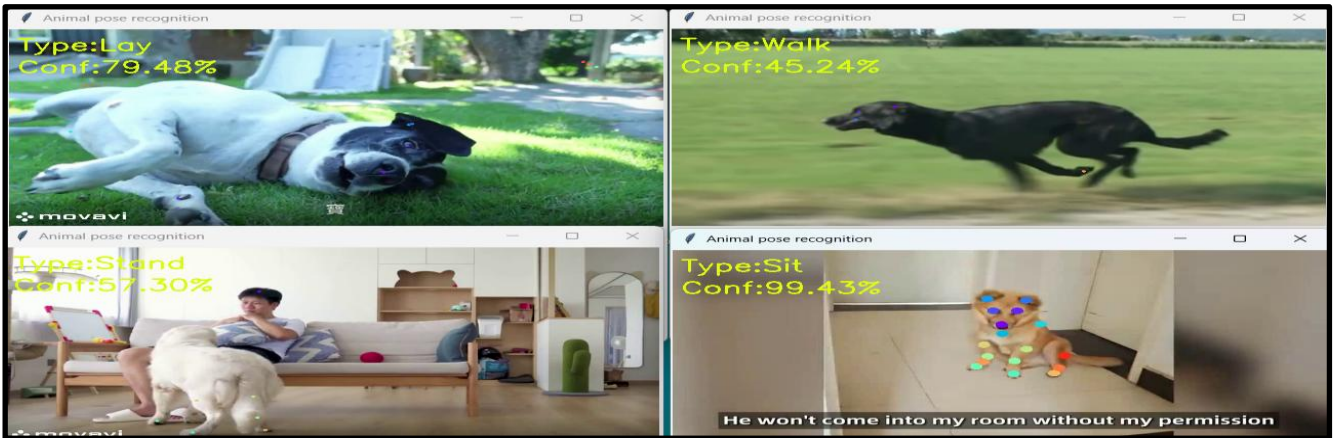 Animal pose recognition
Type:Lay
Conf:79.48%
寶
movavi
Animal pose recognition
Type:Walk
Conf:45.24%
Animal pose recognition
Type:Stand
Conf:57.30%
movavi
Animal pose recognition
Type:Sit
Conf:99.43%
He won't come into my room without my permission